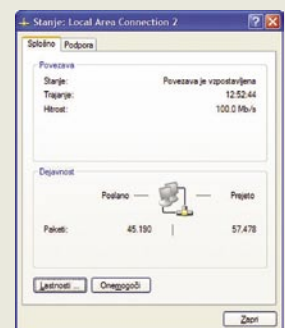 Stanje: Local Area Connection 2
Splošno Podpora
Povezava
Stanje: Povezava je vzpostavljena
Trajanje: 12:52:44
Hitrost: 100.0 Mb/s
Dejavnost
Poslano — — Prejeto
Paketi: 45.190 | 57.478
Lastnosti ... Onemogoči
Zapri